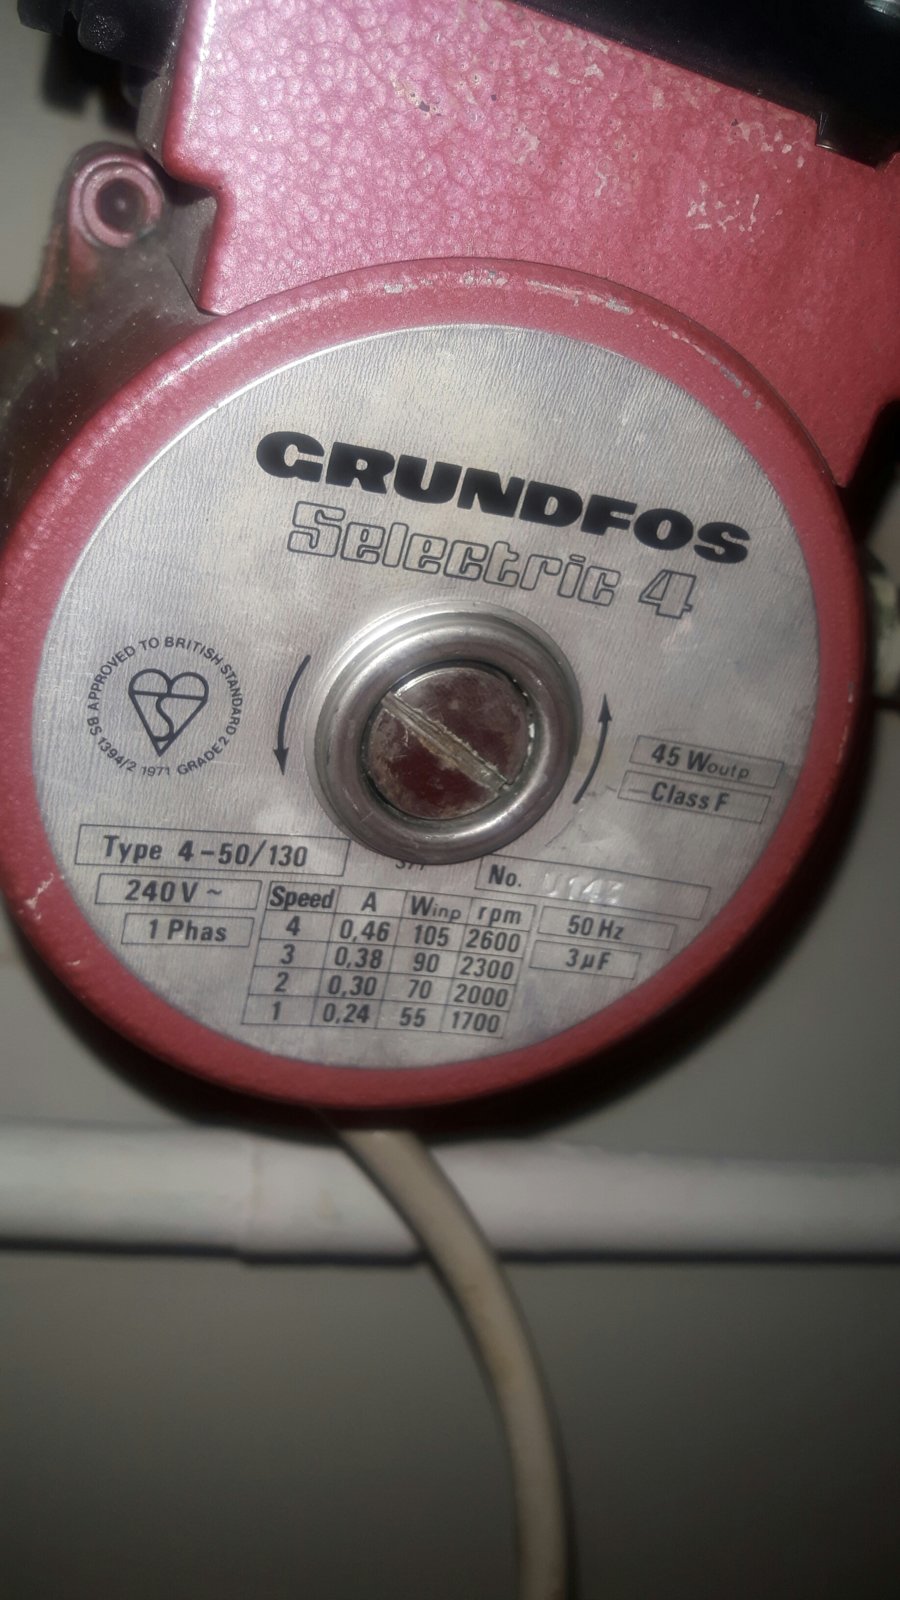 GRUNDFOS
Selectric 4
APPROVED TO BRITISH STANDARD
BS 1394/2 1971 GRADE2
45 Woutp
Class F
Type 4-50/130
No.
240V ~
1 Phas
Speed A Winp rpm
4 0,46 105 2600
3 0,38 90 2300
2 0,30 70 2000
1 0,24 55 1700
50 Hz
3µF